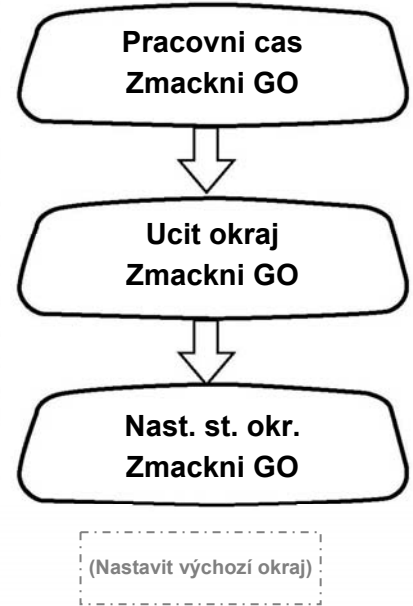 Pracovni cas
Zmackni GO
Ucit okraj
Zmackni GO
Nast. st. okr.
Zmackni GO
(Nastavit výchozí okraj)